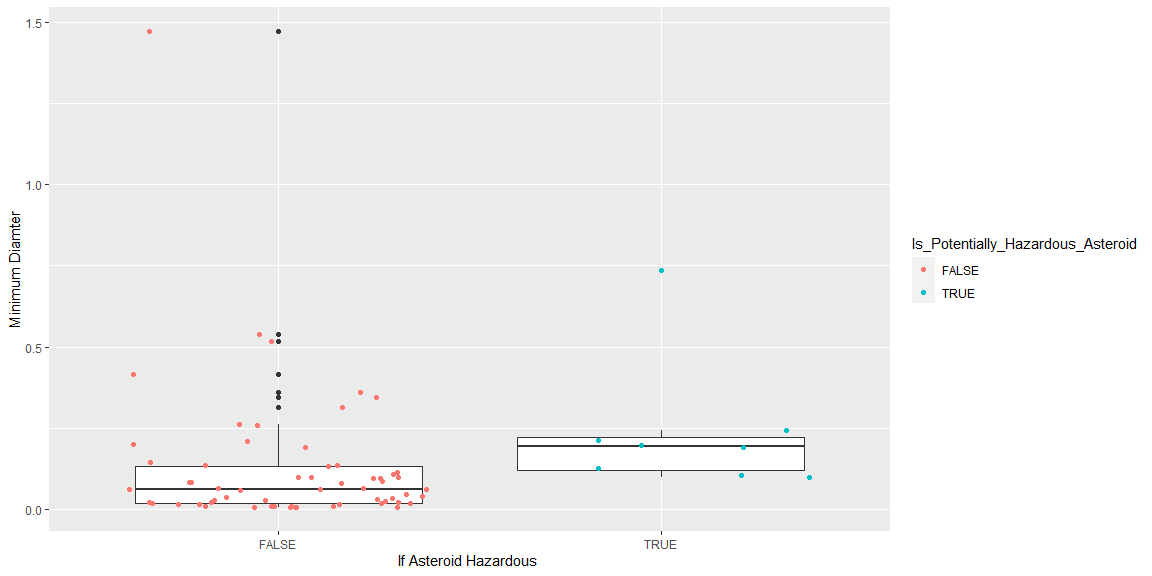 1.5
1.0
0.5
0.0
Minimum Diamter
FALSE
TRUE
If Asteroid Hazardous
Is_Potentially_Hazardous_Asteroid
FALSE
TRUE